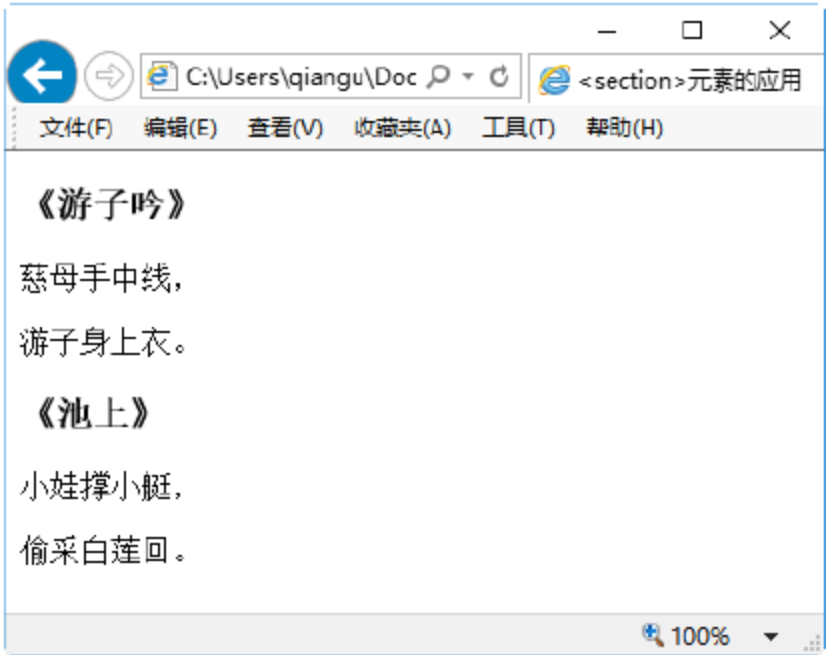 C:\Users\qiangu\Doc
<section>元素的应用
文件(F) 编辑(E) 查看(V) 收藏夹(A) 工具(T) 帮助(H)
《游子吟》
慈母手中线，
游子身上衣。
《池上》
小娃撑小艇，
偷采白莲回。
100%